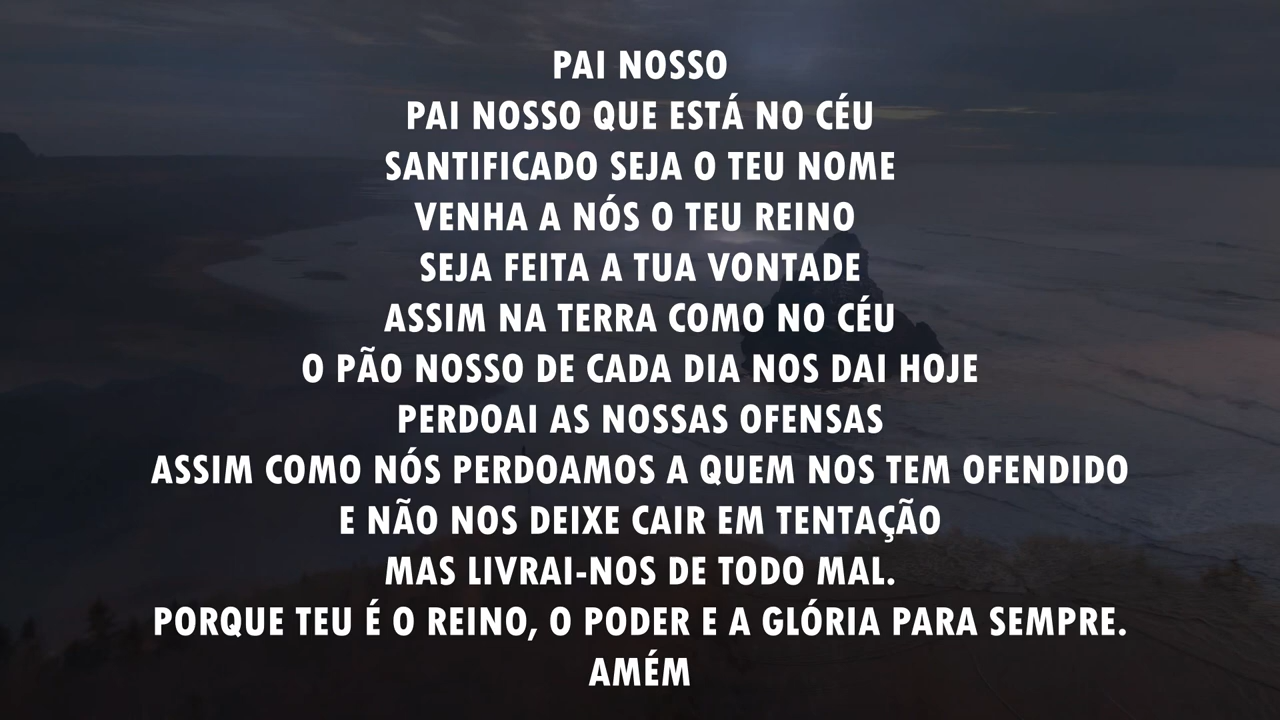 PAI NOSSO
PAI NOSSO QUE ESTÁ NO CÉU
SANTIFICADO SEJA O TEU NOME
VENHA A NÓS O TEU REINO
SEJA FEITA A TUA VONTADE
ASSIM NA TERRA COMO NO CÉU
O PÃO NOSSO DE CADA DIA NOS DAI HOJE
PERDOAI AS NOSSAS OFENSAS
ASSIM COMO NÓS PERDOAMOS A QUEM NOS TEM OFENDIDO
E NÃO NOS DEIXE CAIR EM TENTAÇÃO
MAS LIVRAI-NOS DE TODO MAL.
PORQUE TEU É O REINO, O PODER E A GLÓRIA PARA SEMPRE.
AMÉM